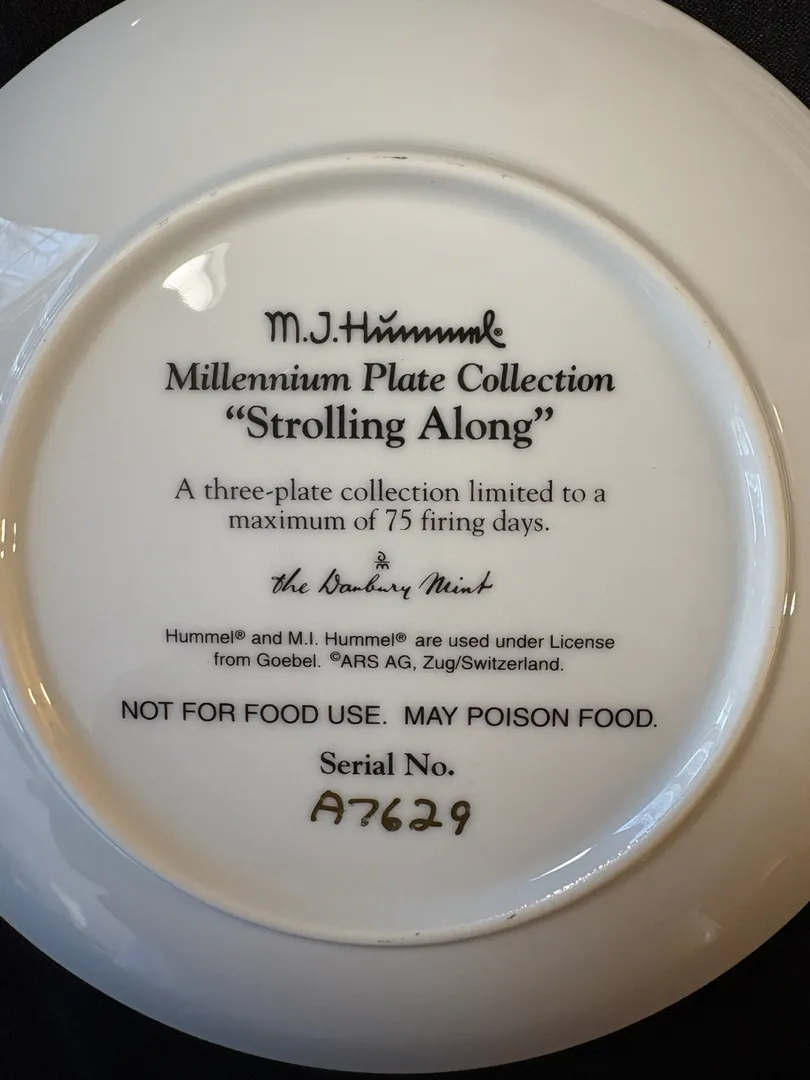 M.J.Hummel®
Millennium Plate Collection
“Strolling Along”
A three-plate collection limited to a
maximum of 75 firing days.
DM
the Danbury Mint
Hummel® and M.I. Hummel® are used under License
from Goebel. ©ARS AG, Zug/Switzerland.
NOT FOR FOOD USE. MAY POISON FOOD.
Serial No.
A7629